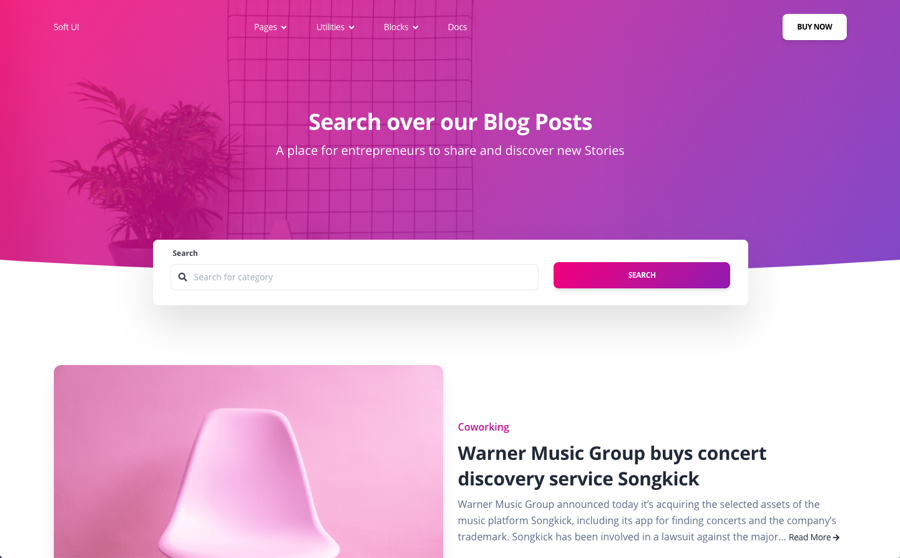 Soft UI
Pages
Utilities
Blocks
Docs
BUY NOW
Search over our Blog Posts
A place for entrepreneurs to share and discover new Stories
Search
Search for category
SEARCH
Coworking
Warner Music Group buys concert
discovery service Songkick
Warner Music Group announced today it’s acquiring the selected assets of the
music platform Songkick, including its app for finding concerts and the company’s
trademark. Songkick has been involved in a lawsuit against the major... Read More